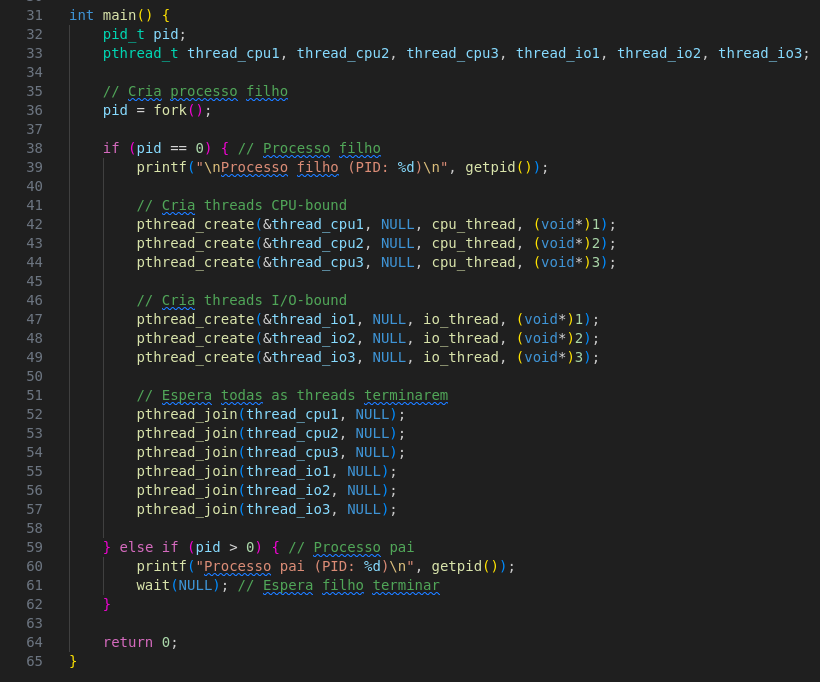 31 int main() {
32     pid_t pid;
33     pthread_t thread_cpu1, thread_cpu2, thread_cpu3, thread_io1, thread_io2, thread_io3;
34
35     // Cria processo filho
36     pid = fork();
37
38     if (pid == 0) { // Processo filho
39         printf("\nProcesso filho (PID: %d)\n", getpid());
40
41         // Cria threads CPU-bound
42         pthread_create(&thread_cpu1, NULL, cpu_thread, (void*)1);
43         pthread_create(&thread_cpu2, NULL, cpu_thread, (void*)2);
44         pthread_create(&thread_cpu3, NULL, cpu_thread, (void*)3);
45
46         // Cria threads I/O-bound
47         pthread_create(&thread_io1, NULL, io_thread, (void*)1);
48         pthread_create(&thread_io2, NULL, io_thread, (void*)2);
49         pthread_create(&thread_io3, NULL, io_thread, (void*)3);
50
51         // Espera todas as threads terminarem
52         pthread_join(thread_cpu1, NULL);
53         pthread_join(thread_cpu2, NULL);
54         pthread_join(thread_cpu3, NULL);
55         pthread_join(thread_io1, NULL);
56         pthread_join(thread_io2, NULL);
57         pthread_join(thread_io3, NULL);
58
59     } else if (pid > 0) { // Processo pai
60         printf("Processo pai (PID: %d)\n", getpid());
61         wait(NULL); // Espera filho terminar
62     }
63
64     return 0;
65 }